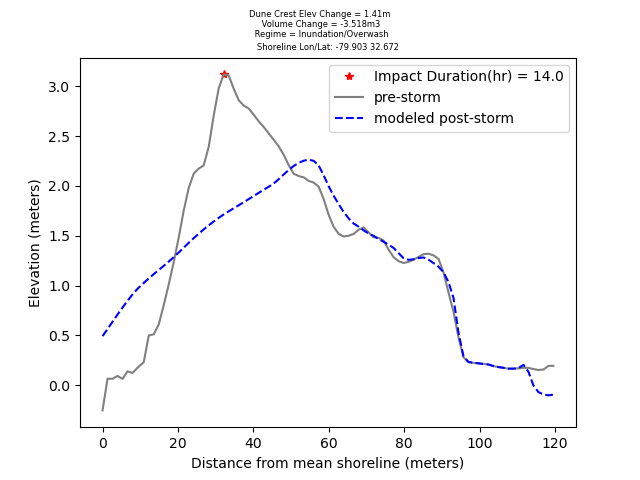 Dune Crest Elev Change = 1.41m
Volume Change = -3.518m3
Regime = Inundation/Overwash
Shoreline Lon/Lat: -79.903 32.672
Impact Duration(hr) = 14.0
pre-storm
modeled post-storm
3.0
2.5
2.0
1.5
1.0
0.5
0.0
Elevation (meters)
0 20 40 60 80 100 120
Distance from mean shoreline (meters)